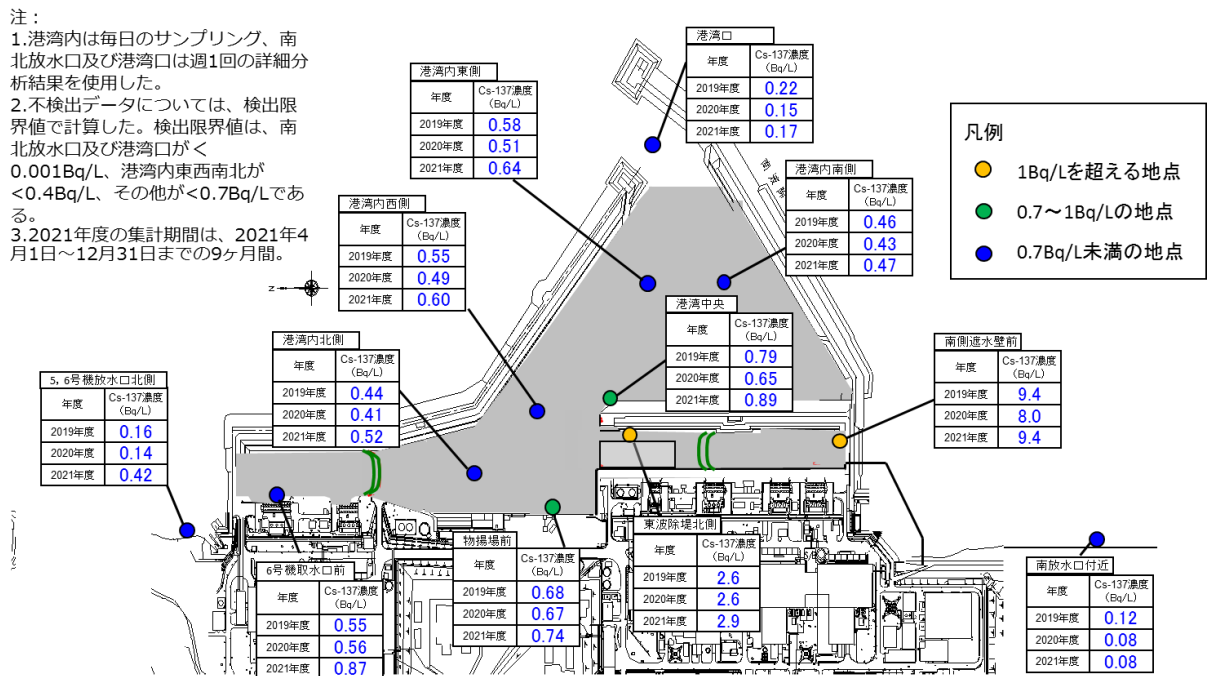 注：
1.港湾内は毎日のサンプリング、南
北放水口及び港湾口は週1回の詳細分
析結果を使用した。
2.不検出データについては、検出限
界値で計算した。検出限界値は、南
北放水口及び港湾口が<
0.001Bq/L、港湾内東西南北が
<0.4Bq/L、その他が<0.7Bq/Lであ
る。
3.2021年度の集計期間は、2021年4
月1日～12月31日までの9ヶ月間。
港湾口
年度 Cs-137濃度
(Bq/L)
2019年度 0.22
2020年度 0.15
2021年度 0.17
港湾内東側
年度 Cs-137濃度
(Bq/L)
2019年度 0.58
2020年度 0.51
2021年度 0.64
凡例
1Bq/Lを超える地点
0.7～1Bq/Lの地点
0.7Bq/L未満の地点
港湾内南側
年度 Cs-137濃度
(Bq/L)
2019年度 0.46
2020年度 0.43
2021年度 0.47
港湾内西側
年度 Cs-137濃度
(Bq/L)
2019年度 0.55
2020年度 0.49
2021年度 0.60
Z
港湾中央
年度 Cs-137濃度
(Bq/L)
2019年度 0.79
2020年度 0.65
2021年度 0.89
港湾内北側
年度 Cs-137濃度
(Bq/L)
2019年度 0.44
2020年度 0.41
2021年度 0.52
南側遮水壁前
年度 Cs-137濃度
(Bq/L)
2019年度 9.4
2020年度 8.0
2021年度 9.4
5，6号機放水口北側
年度 Cs-137濃度
(Bq/L)
2019年度 0.16
2020年度 0.14
2021年度 0.42
東波除堤北側
年度 Cs-137濃度
(Bq/L)
2019年度 2.6
2020年度 2.6
2021年度 2.9
物揚場前
年度 Cs-137濃度
(Bq/L)
2019年度 0.68
2020年度 0.67
2021年度 0.74
6号機取水口前
年度 Cs-137濃度
(Bq/L)
2019年度 0.55
2020年度 0.56
2021年度 0.87
南放水口付近
年度 Cs-137濃度
(Bq/L)
2019年度 0.12
2020年度 0.08
2021年度 0.08